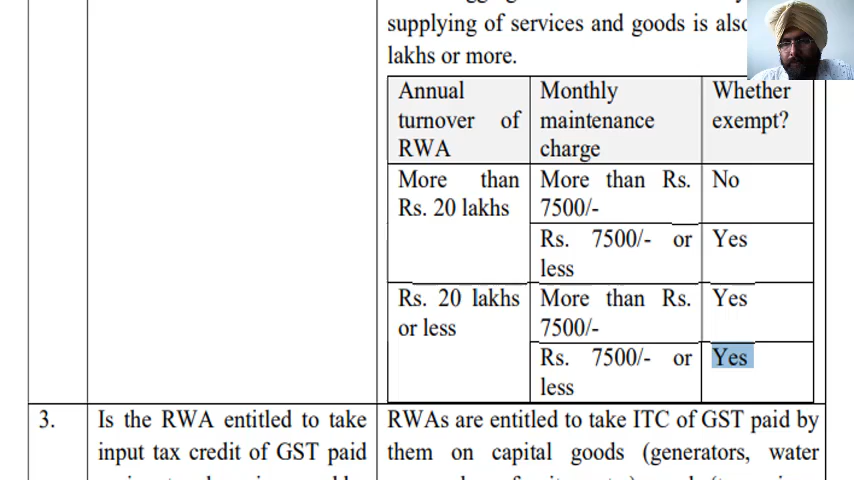 supplying of services and goods is also
lakhs or more.
Annual turnover of RWA
Monthly maintenance charge
Whether exempt?
More than Rs. 20 lakhs
More than Rs. 7500/-
No
Rs. 7500/- or less
Yes
Rs. 20 lakhs or less
More than Rs. 7500/-
Yes
Rs. 7500/- or less
Yes
3.
Is the RWA entitled to take
input tax credit of GST paid
RWAs are entitled to take ITC of GST paid by
them on capital goods (generators, water